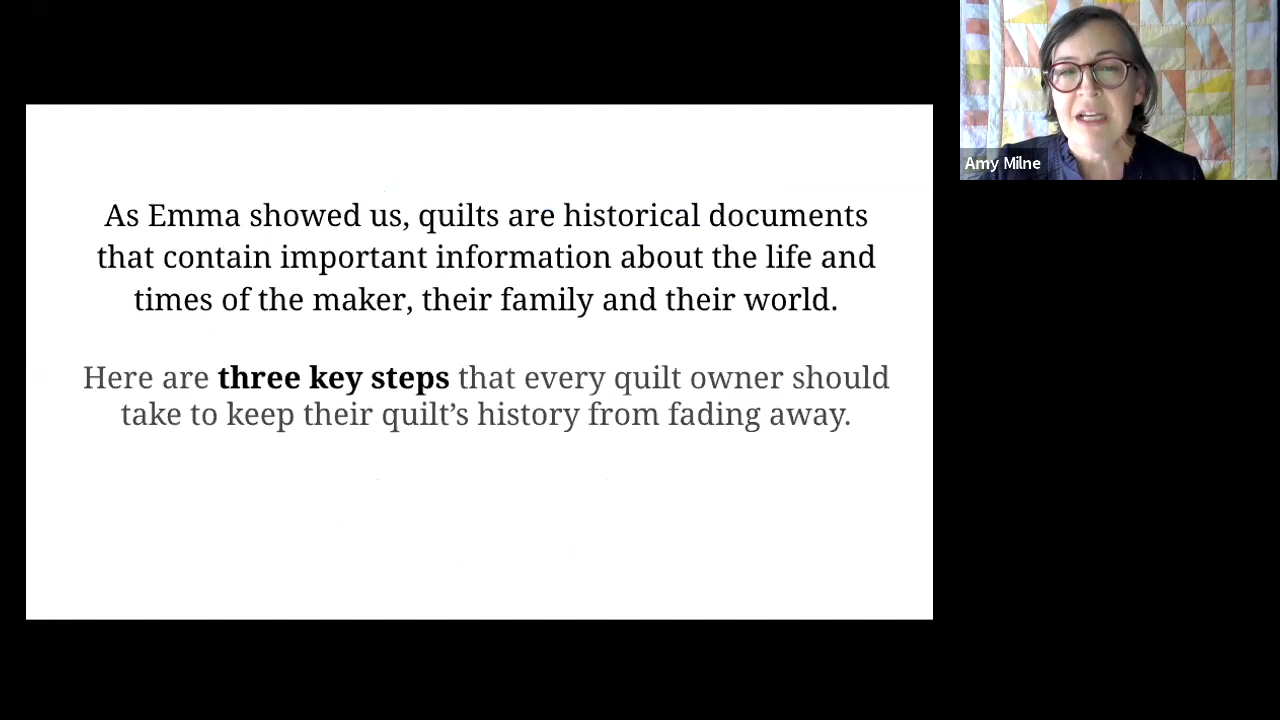 As Emma showed us, quilts are historical documents
that contain important information about the life and
times of the maker, their family and their world.
Here are three key steps that every quilt owner should
take to keep their quilt’s history from fading away.
Amy Milne